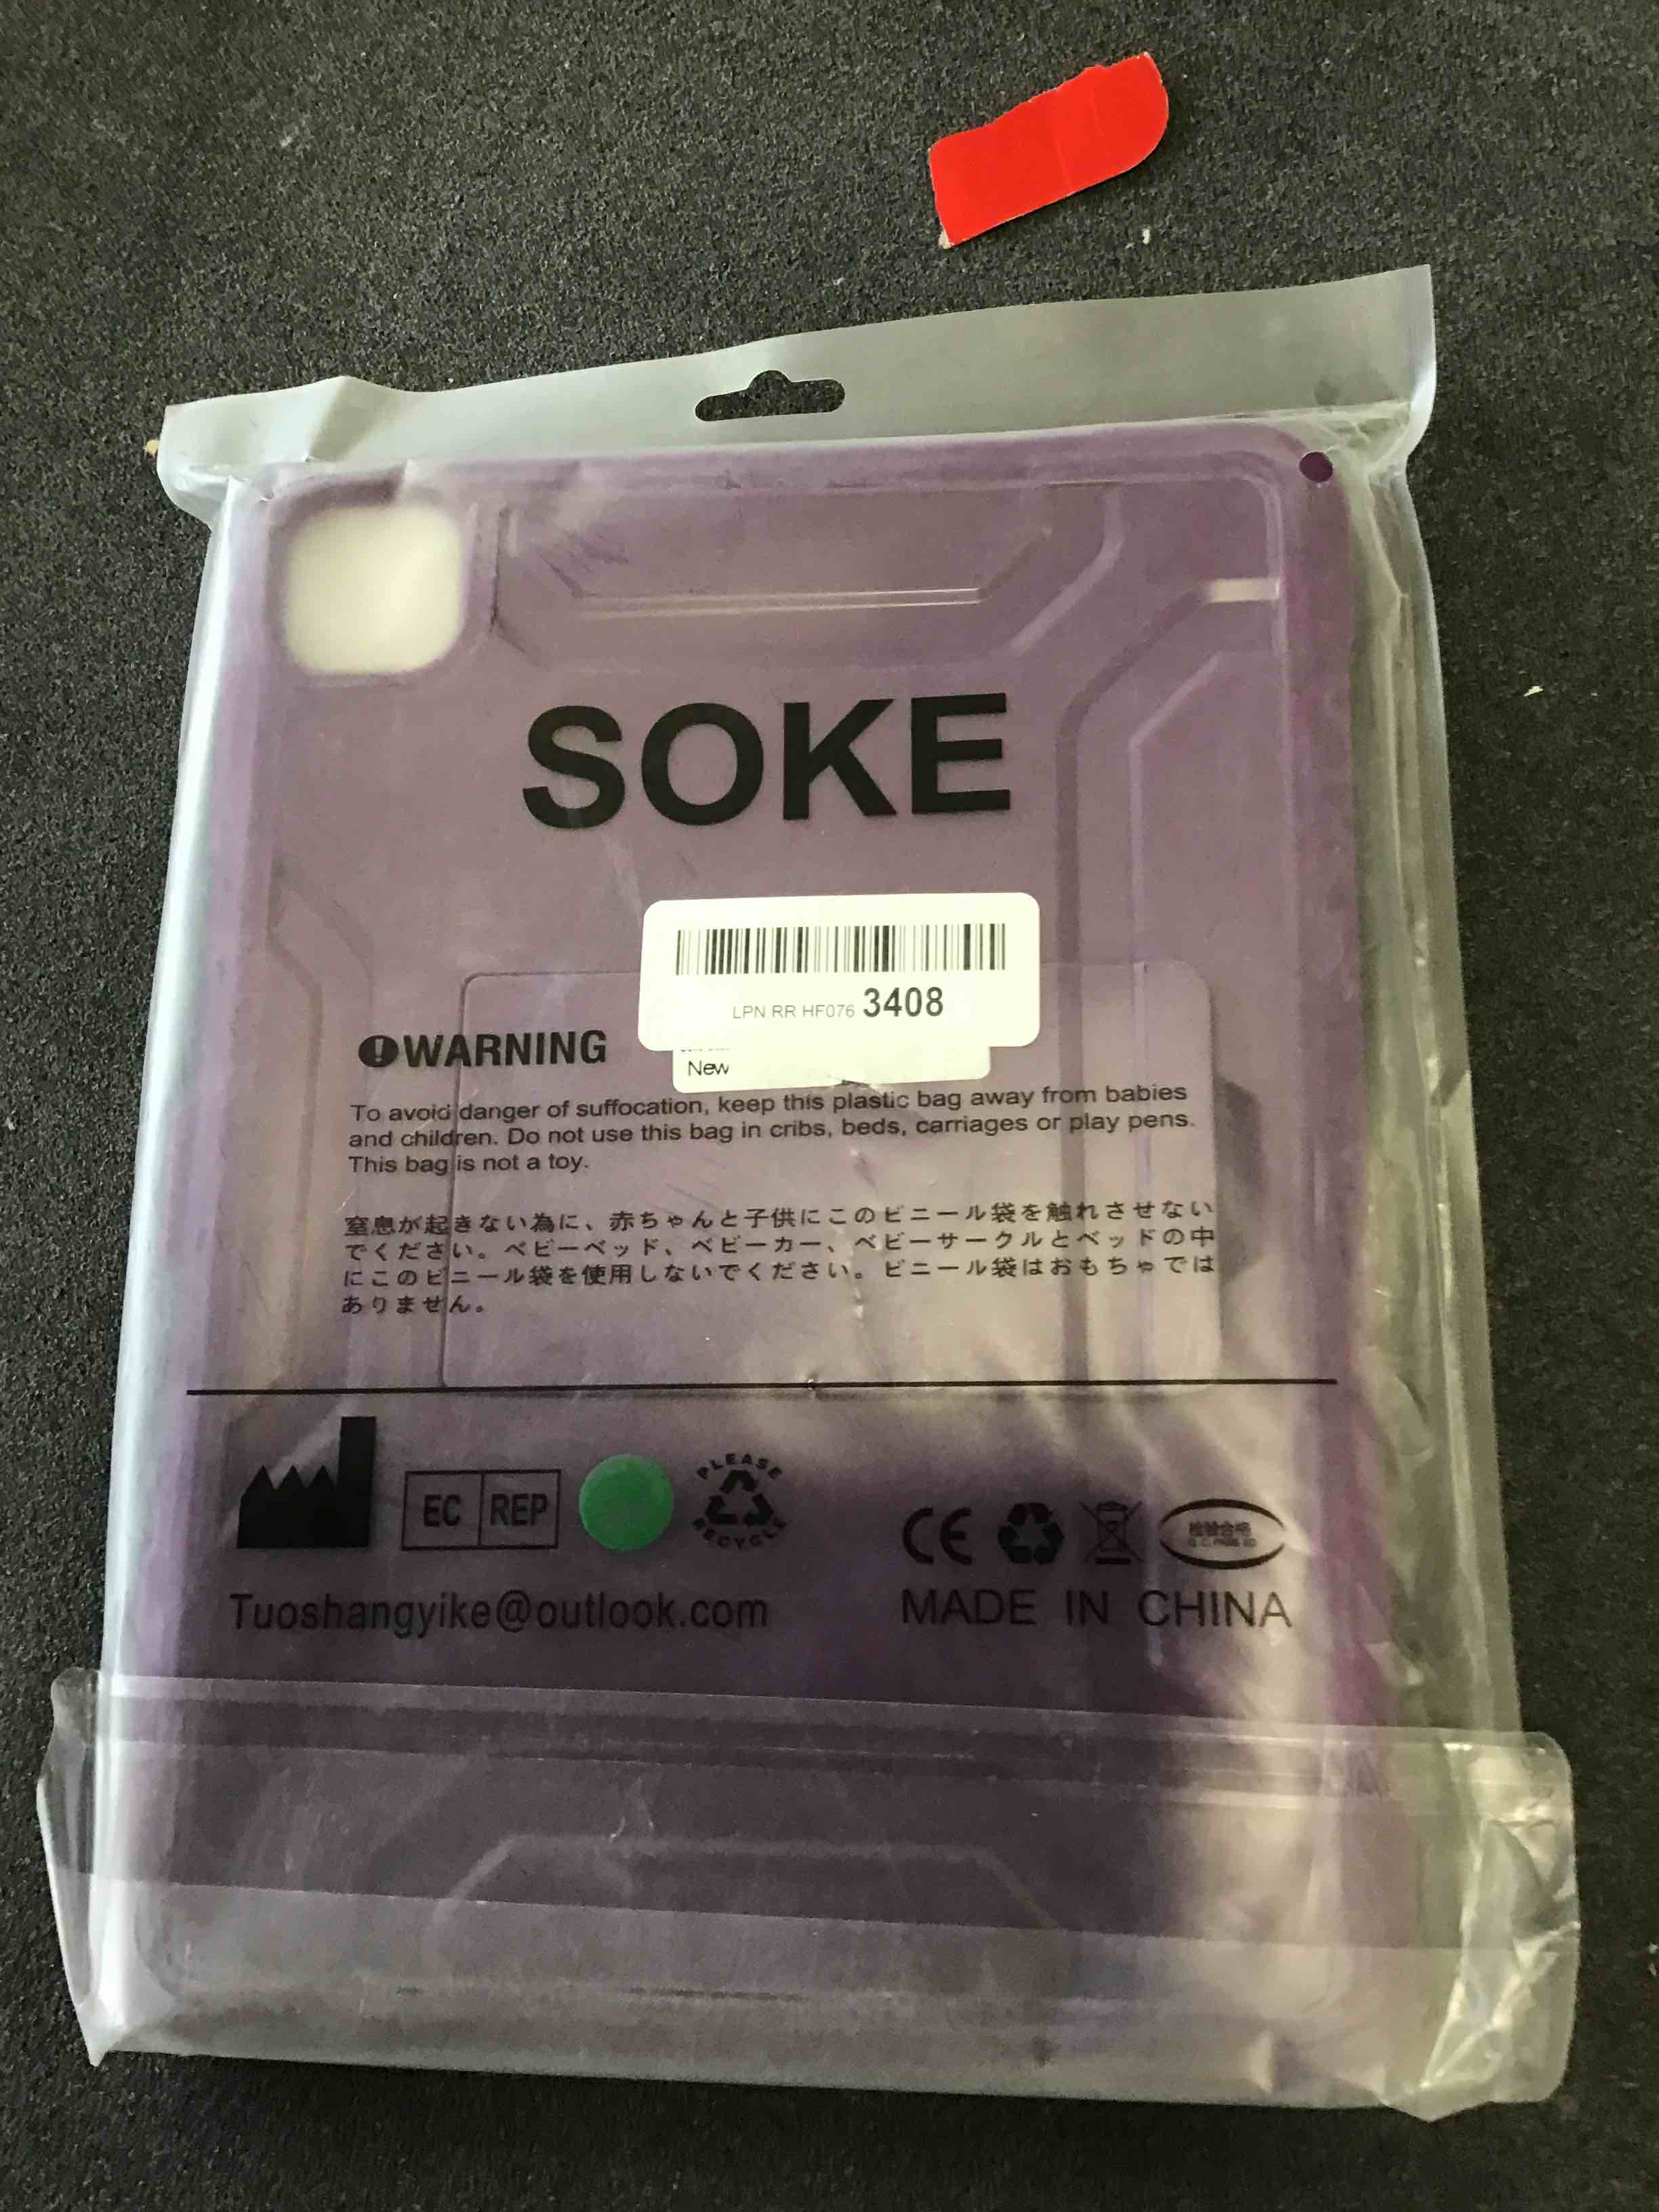 SOKE
LPN RR HF076 3408
New
WARNING
To avoid danger of suffocation, keep this plastic bag away from babies
and children. Do not use this bag in cribs, beds, carriages or play pens.
This bag is not a toy.
窒息が起きない為に、赤ちゃんと子供にこのビニール袋を触れさせない
でください。ベビーベッド、ベビーカー、ベビーサークルとベッドの中
にこのビニール袋を使用しないでください。ビニール袋はおもちゃでは
ありません。
EC REP
PLEASE
RECYCLE
CE
検驗合格
Tuoshangyike@outlook.com
MADE IN CHINA